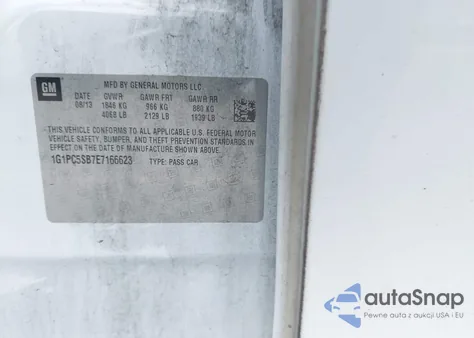 GM
MFD BY GENERAL MOTORS LLC
DATE GVWR GAWR FRT GAWR RR
08/13 1846 KG 966 KG 880 KG
4069 LB 2129 LB 1939 LB
THIS VEHICLE CONFORMS TO ALL APPLICABLE U.S. FEDERAL MOTOR
VEHICLE SAFETY, BUMPER, AND THEFT PREVENTION STANDARDS
IN EFFECT ON THE DATE OF MANUFACTURE SHOWN ABOVE.
1G1PC5SB7E7166623 TYPE: PASS CAR
autoSnap
Pewne auta z aukcji USA i EU